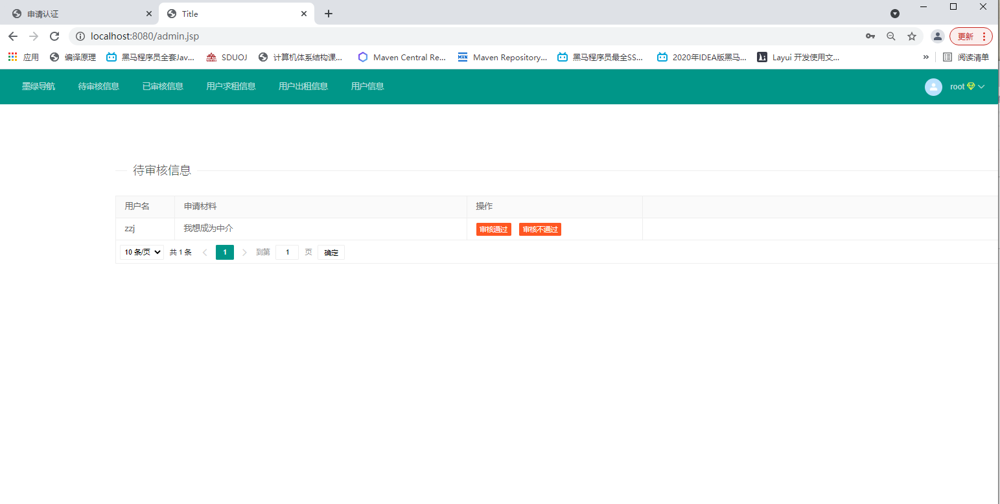 申请认证
Title
localhost:8080/admin.jsp
更新
应用
编译原理
黑马程序员全套Jav...
SDUOJ
计算机体系结构课...
Maven Central Re...
MVN
Maven Repository...
黑马程序员最全SS...
2020年IDEA版黑马...
Layui 开发使用文...
»
阅读清单
墨绿导航
待审核信息
已审核信息
用户求租信息
用户出租信息
用户信息
root
待审核信息
用户名
申请材料
操作
zzj
我想成为中介
审核通过
审核不通过
10 条/页
共 1 条
1
到第
1
页
确定